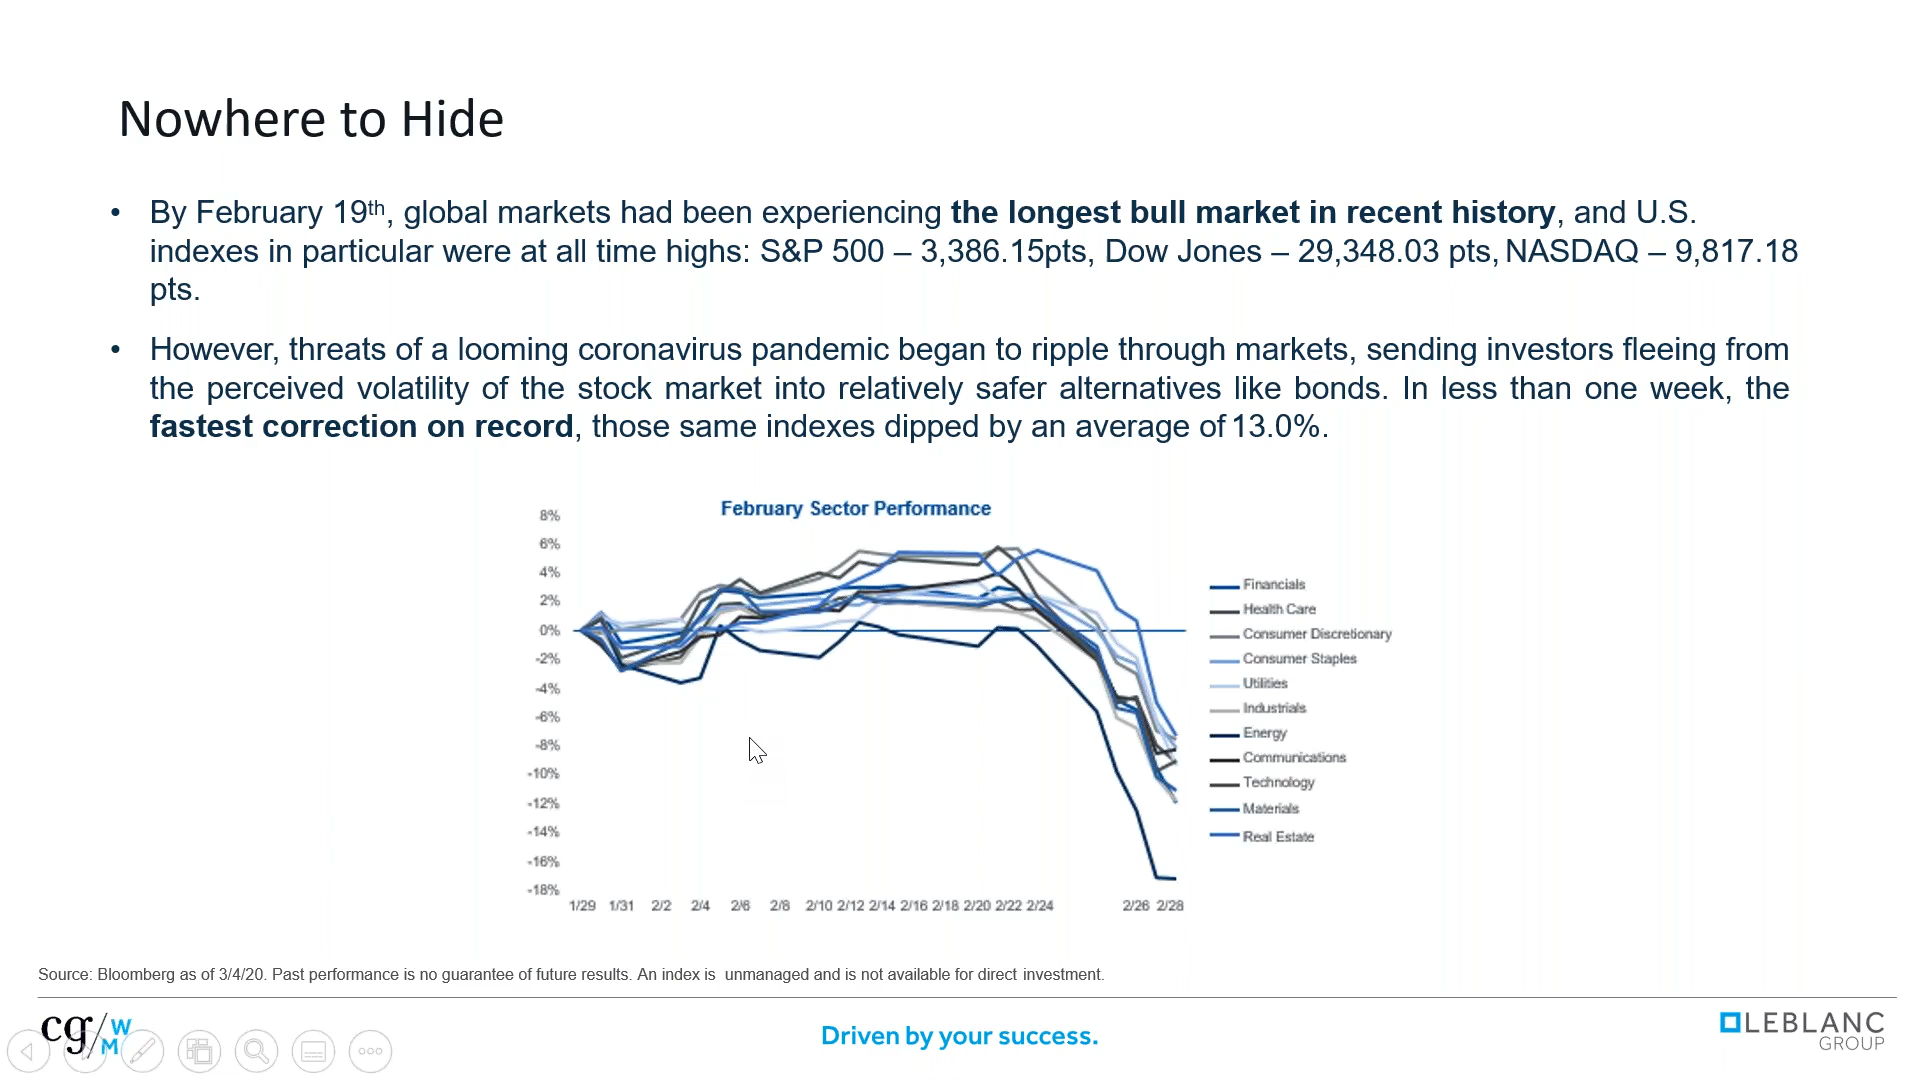 Nowhere to Hide
• By February 19th, global markets had been experiencing the longest bull market in recent history, and U.S.
indexes in particular were at all time highs: S&P 500 – 3,386.15pts, Dow Jones – 29,348.03 pts, NASDAQ – 9,817.18
pts.
• However, threats of a looming coronavirus pandemic began to ripple through markets, sending investors fleeing from
the perceived volatility of the stock market into relatively safer alternatives like bonds. In less than one week, the
fastest correction on record, those same indexes dipped by an average of 13.0%.
February Sector Performance
8%
6%
4%
2%
0%
-2%
-4%
-6%
-8%
-10%
-12%
-14%
-16%
-18%
1/29 1/31 2/2 2/4 2/6 2/8 2/10 2/12 2/14 2/16 2/18 2/20 2/22 2/24 2/26 2/28
Financials
Health Care
Consumer Discretionary
Consumer Staples
Utilities
Industrials
Energy
Communications
Technology
Materials
Real Estate
Source: Bloomberg as of 3/4/20. Past performance is no guarantee of future results. An index is unmanaged and is not available for direct investment.
cg/WM
Driven by your success.
LEBLANC
GROUP